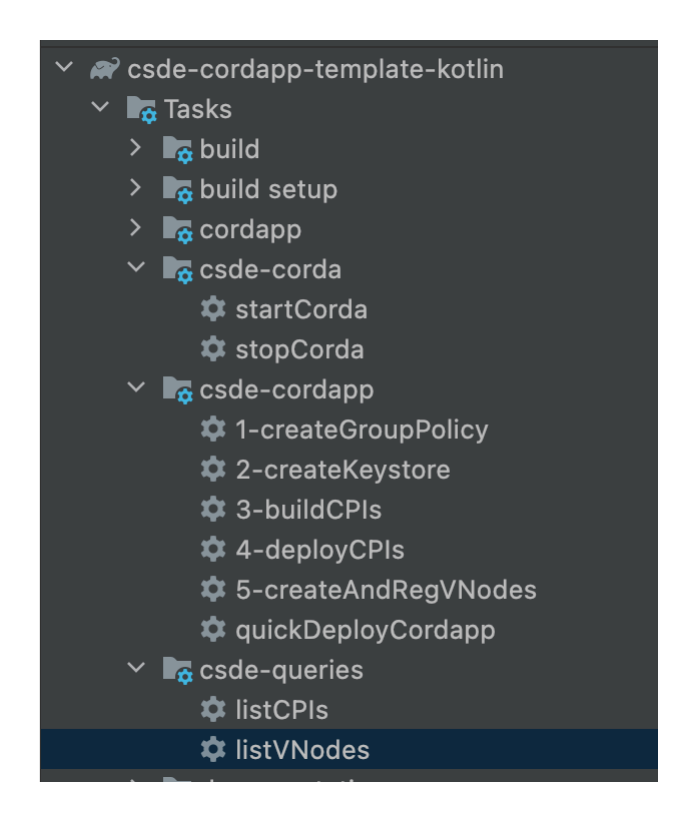 csde-cordapp-template-kotlin
Tasks
build
build setup
cordapp
csde-corda
startCorda
stopCorda
csde-cordapp
1-createGroupPolicy
2-createKeystore
3-buildCPIs
4-deployCPIs
5-createAndRegVNodes
quickDeployCordapp
csde-queries
listCPIs
listVNodes